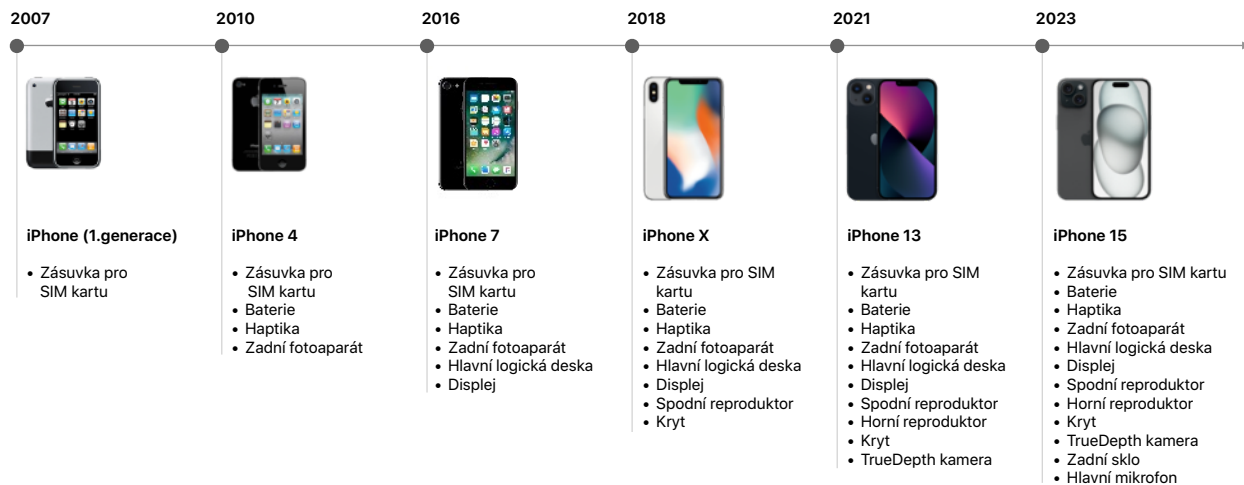 2007
2010
2016
2018
2021
2023
iPhone (1.generace)
• Zásuvka pro
SIM kartu
iPhone 4
• Zásuvka pro
SIM kartu
• Baterie
• Haptika
• Zadní fotoaparát
iPhone 7
• Zásuvka pro
SIM kartu
• Baterie
• Haptika
• Zadní fotoaparát
• Hlavní logická deska
• Displej
iPhone X
• Zásuvka pro SIM
kartu
• Baterie
• Haptika
• Zadní fotoaparát
• Hlavní logická deska
• Displej
• Spodní reproduktor
• Kryt
iPhone 13
• Zásuvka pro SIM
kartu
• Baterie
• Haptika
• Zadní fotoaparát
• Hlavní logická deska
• Displej
• Spodní reproduktor
• Horní reproduktor
• Kryt
• TrueDepth kamera
iPhone 15
• Zásuvka pro SIM kartu
• Baterie
• Haptika
• Zadní fotoaparát
• Hlavní logická deska
• Displej
• Spodní reproduktor
• Horní reproduktor
• Kryt
• TrueDepth kamera
• Zadní sklo
• Hlavní mikrofon